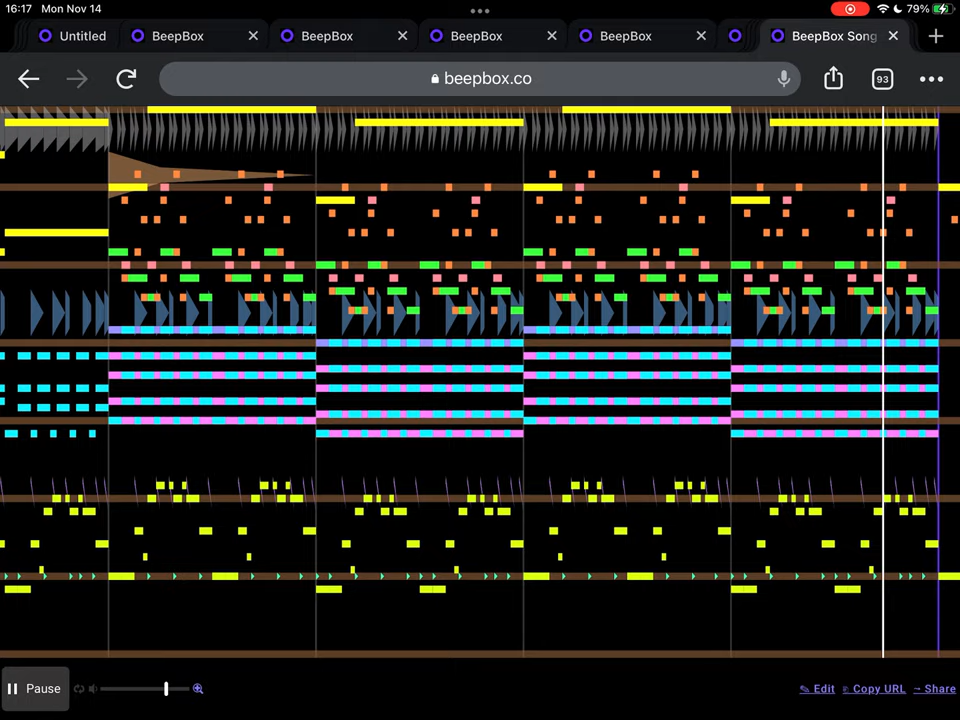 16:17 Mon Nov 14 79%
Untitled BeepBox BeepBox BeepBox BeepBox BeepBox Song
beepbox.co 93
Pause Edit Copy URL → Share